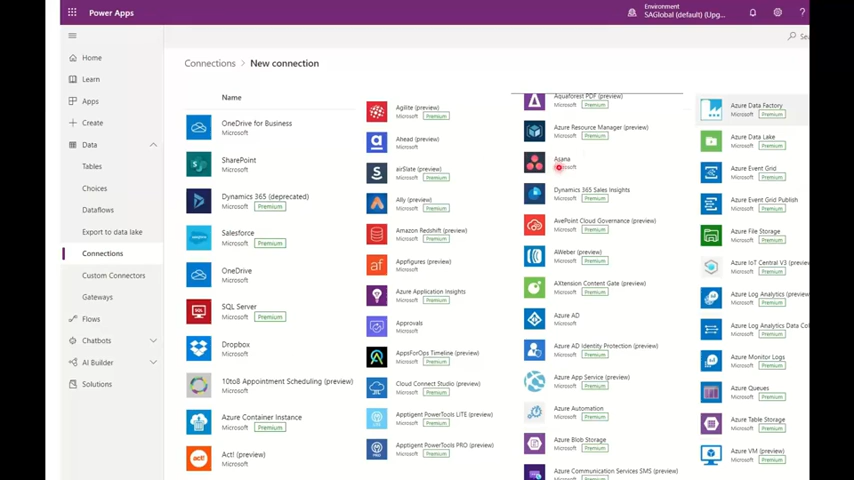 Power Apps
Environment
SAGlobal (default) (Upg...
?
Connections > New connection
Home
Learn
Apps
Create
Data
Tables
Choices
Dataflows
Export to data lake
Connections
Custom Connectors
Gateways
Flows
Chatbots
AI Builder
Solutions
Name
OneDrive for Business
Microsoft
SharePoint
Microsoft
Dynamics 365 (deprecated)
Microsoft Premium
Salesforce
Microsoft Premium
OneDrive
Microsoft
SQL Server
Microsoft Premium
Dropbox
Microsoft
10to8 Appointment Scheduling (preview)
Microsoft
Azure Container Instance
Microsoft Premium
Act! (preview)
Microsoft
Agilite (preview)
Microsoft Premium
Ahead (preview)
Microsoft
airSlate (preview)
Microsoft Premium
Ally (preview)
Microsoft Premium
Amazon Redshift (preview)
Microsoft Premium
Appfigures (preview)
Microsoft Premium
Azure Application Insights
Microsoft Premium
Approvals
Microsoft
AppsForOps Timeline (preview)
Microsoft Premium
Cloud Connect Studio (preview)
Microsoft Premium
Apptigent PowerTools LITE (preview)
Microsoft Premium
Apptigent PowerTools PRO (preview)
Microsoft Premium
Aquaforest PDF (preview)
Microsoft Premium
Azure Resource Manager (preview)
Microsoft Premium
Asana
Dynamics 365 Sales Insights
Microsoft Premium
AvePoint Cloud Governance (preview)
Microsoft Premium
AWeber (preview)
Microsoft Premium
AXtension Content Gate (preview)
Microsoft Premium
Azure AD
Microsoft
Azure AD Identity Protection (preview)
Microsoft Premium
Azure App Service (preview)
Microsoft Premium
Azure Automation
Microsoft Premium
Azure Blob Storage
Microsoft Premium
Azure Communication Services SMS (preview)
Microsoft Premium
Azure Data Factory
Microsoft Premium
Azure Data Lake
Microsoft Premium
Azure Event Grid
Microsoft Premium
Azure Event Grid Publish
Microsoft Premium
Azure File Storage
Microsoft Premium
Azure IoT Central V3 (preview)
Microsoft Premium
Azure Log Analytics (preview
Microsoft Premium
Azure Log Analytics Data Col
Microsoft Premium
Azure Monitor Logs
Microsoft Premium
Azure Queues
Microsoft Premium
Azure Table Storage
Microsoft Premium
Azure VM (preview)
Microsoft Premium